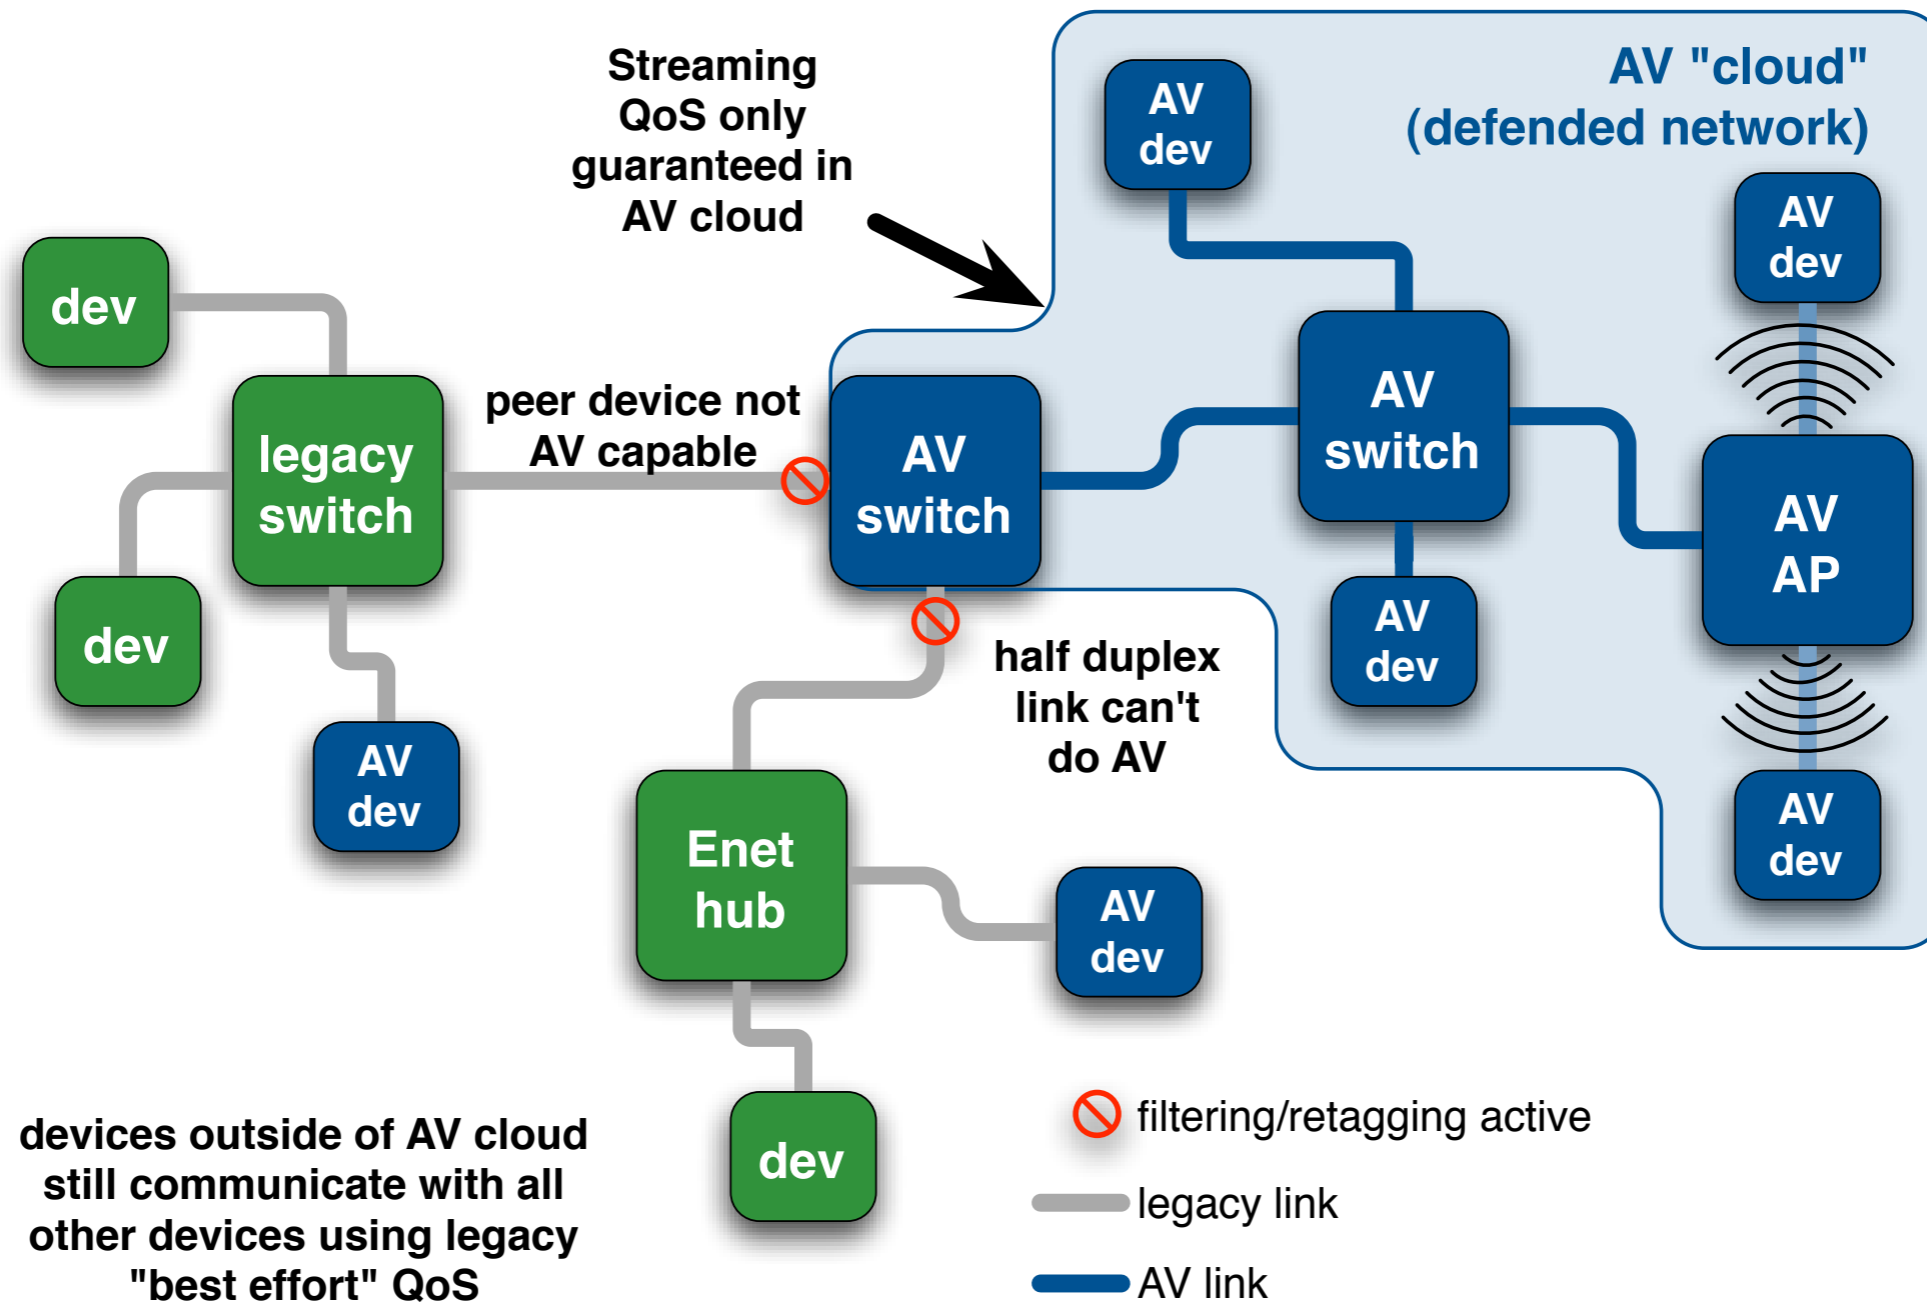 Streaming
QoS only
guaranteed in
AV cloud
AV "cloud"
(defended network)
AV
dev
AV
dev
dev
legacy
switch
peer device not
AV capable
AV
switch
AV
switch
AV
AP
dev
AV
dev
AV
dev
half duplex
link can't
do AV
AV
dev
Enet
hub
AV
dev
dev
devices outside of AV cloud
still communicate with all
other devices using legacy
"best effort" QoS
filtering/retagging active
legacy link
AV link